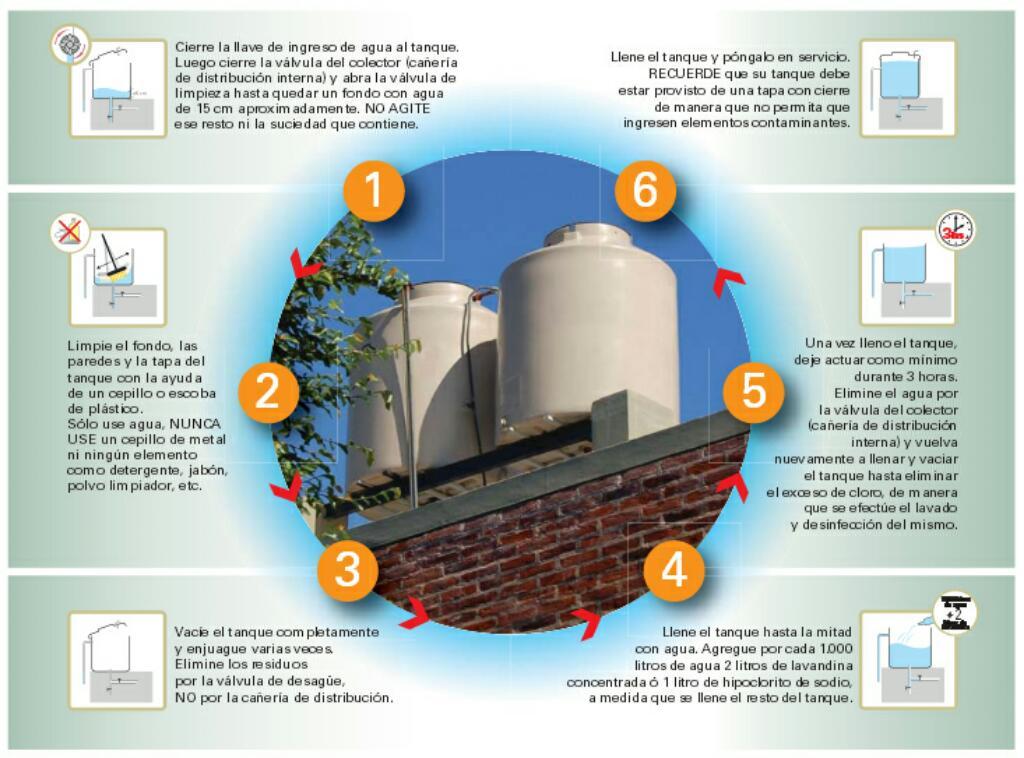 Cierre la llave de ingreso de agua al tanque.
Luego cierre la válvula del colector (cañería
de distribución interna) y abra la válvula de
limpieza hasta quedar un fondo con agua
de 15 cm aproximadamente. NO AGITE
ese resto ni la suciedad que contiene.
1
Limpie el fondo, las
paredes y la tapa del
tanque con la ayuda
de un cepillo o escoba
de plástico.
Sólo use agua, NUNCA
USE un cepillo de metal
ni ningún elemento
como detergente, jabón,
polvo limpiador, etc.
2
Vacíe el tanque completamente
y enjuague varias veces.
Elimine los residuos
por la válvula de desagüe,
NO por la cañería de distribución.
3
Llene el tanque hasta la mitad
con agua. Agregue por cada 1.000
litros de agua 2 litros de lavandina
concentrada ó 1 litro de hipoclorito de sodio,
a medida que se llene el resto del tanque.
4
Una vez lleno el tanque,
deje actuar como mínimo
durante 3 horas.
Elimine el agua por
la válvula del colector
(cañería de distribución
interna) y vuelva
nuevamente a llenar y vaciar
el tanque hasta eliminar
el exceso de cloro, de manera
que se efectúe el lavado
y desinfección del mismo.
5
Llene el tanque y póngalo en servicio.
RECUERDE que su tanque debe
estar provisto de una tapa con cierre
de manera que no permita que
ingresen elementos contaminantes.
6